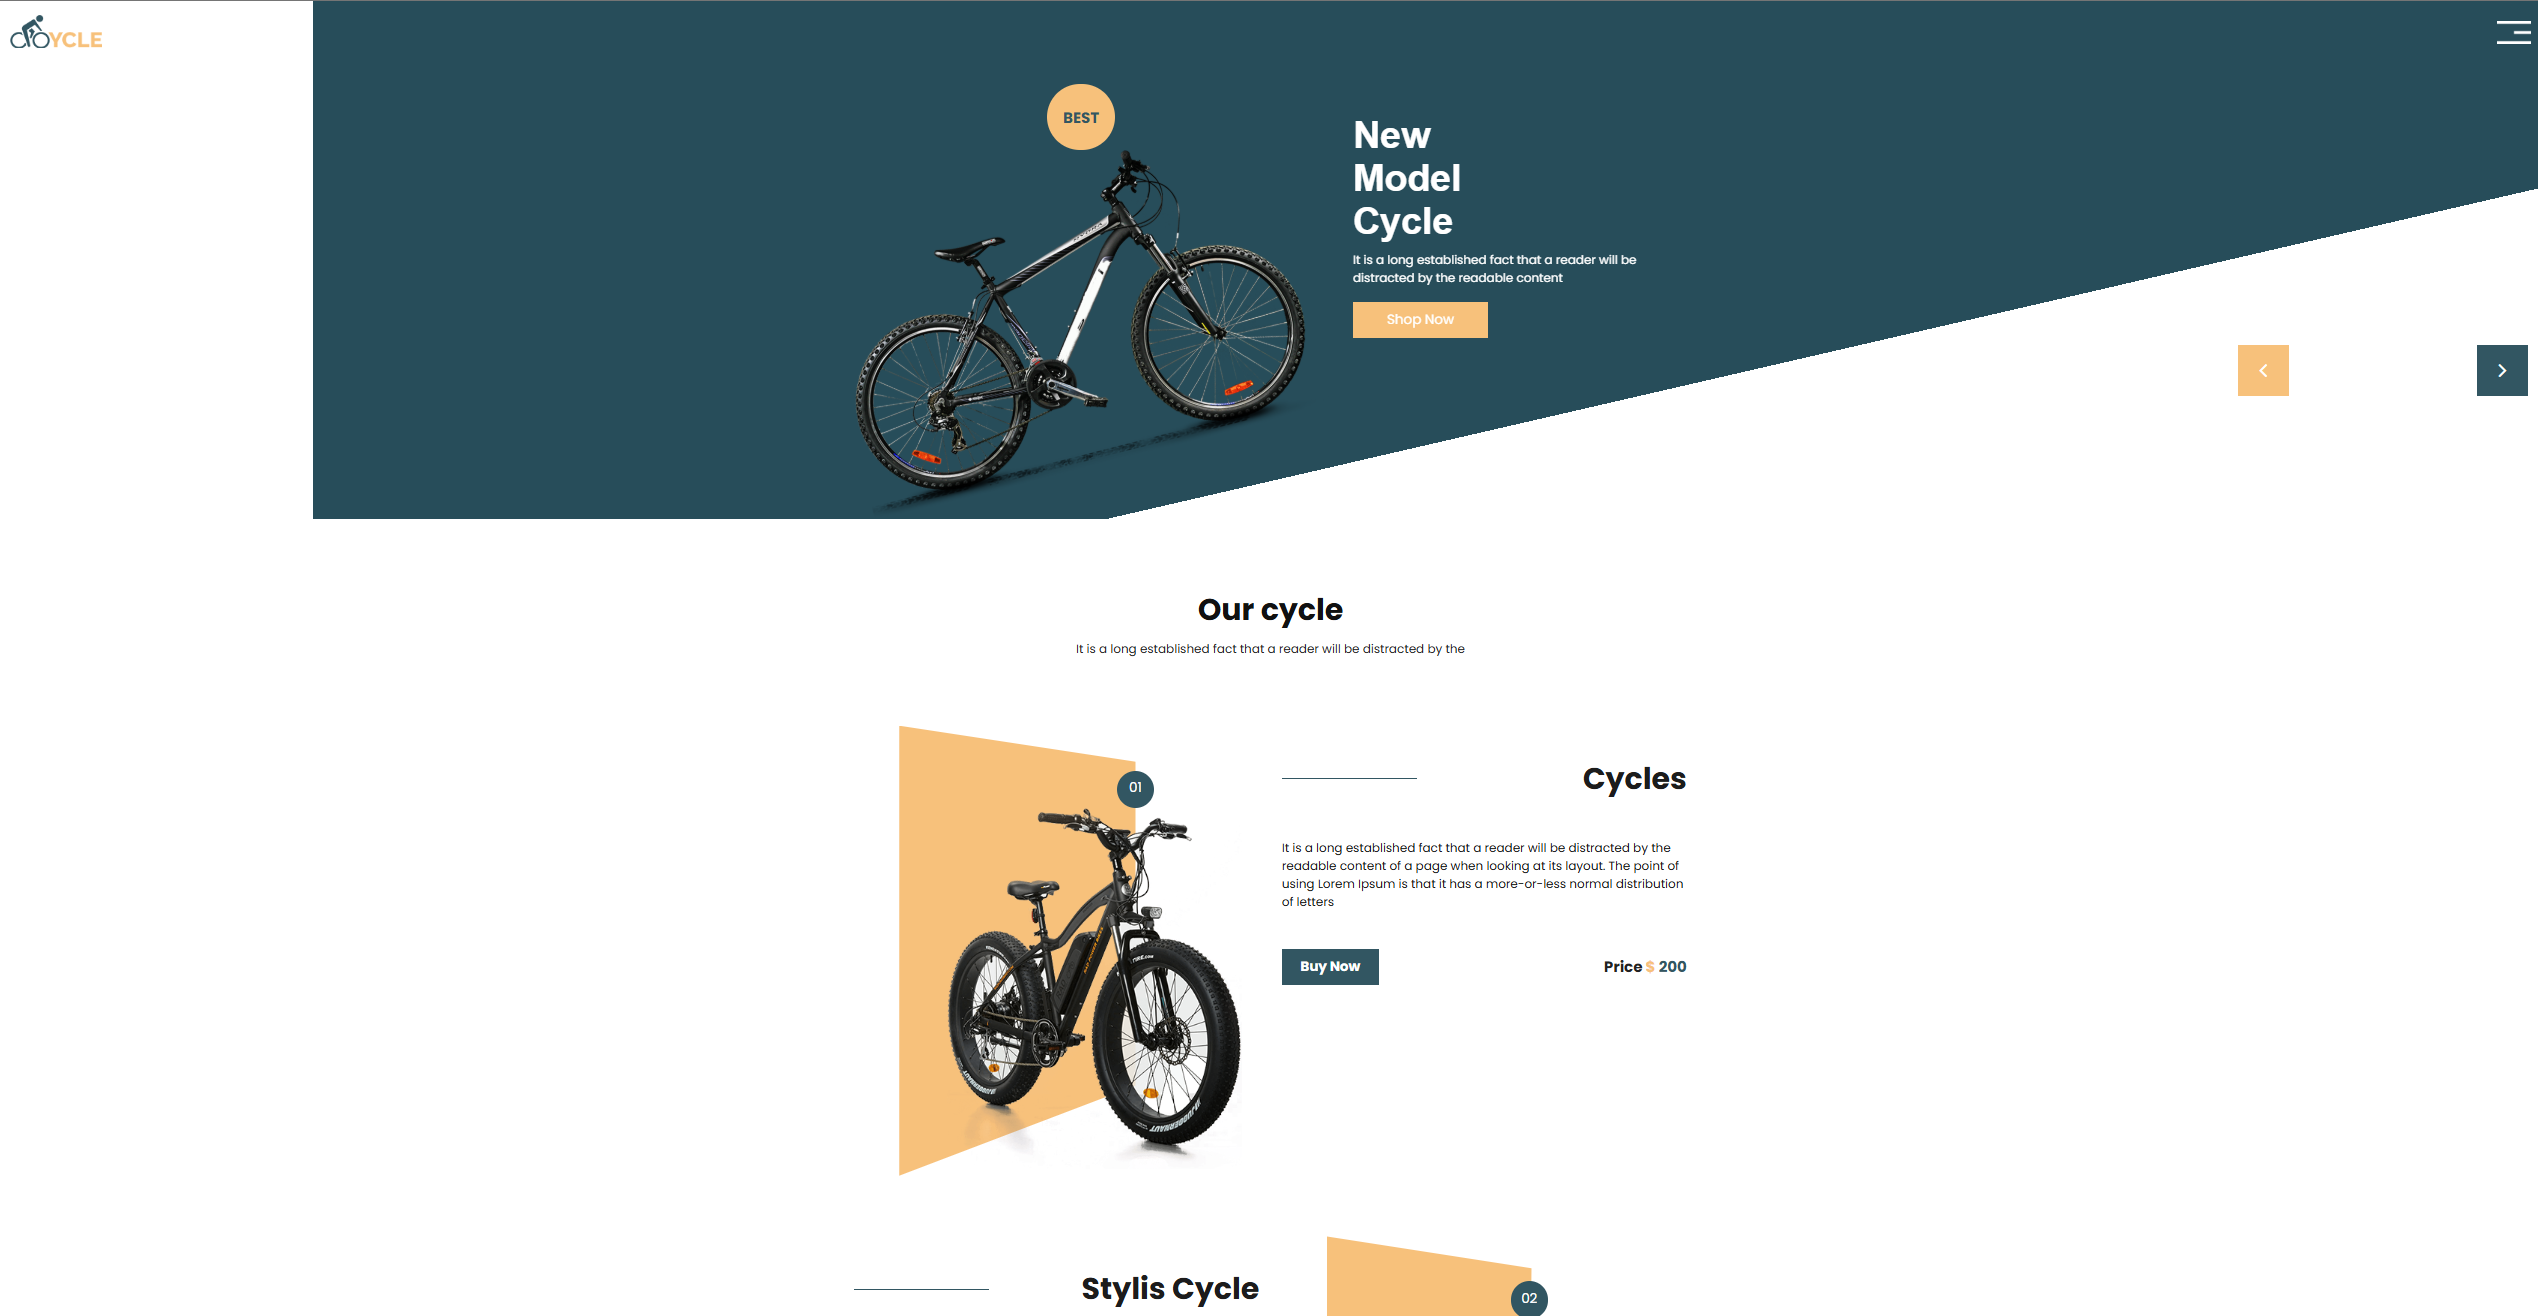 CYCLE
BEST
New
Model
Cycle
It is a long established fact that a reader will be
distracted by the readable content
Shop Now
Our cycle
It is a long established fact that a reader will be distracted by the
01
Cycles
It is a long established fact that a reader will be distracted by the
readable content of a page when looking at its layout. The point of
using Lorem Ipsum is that it has a more-or-less normal distribution
of letters
Buy Now
Price $ 200
Stylis Cycle
02